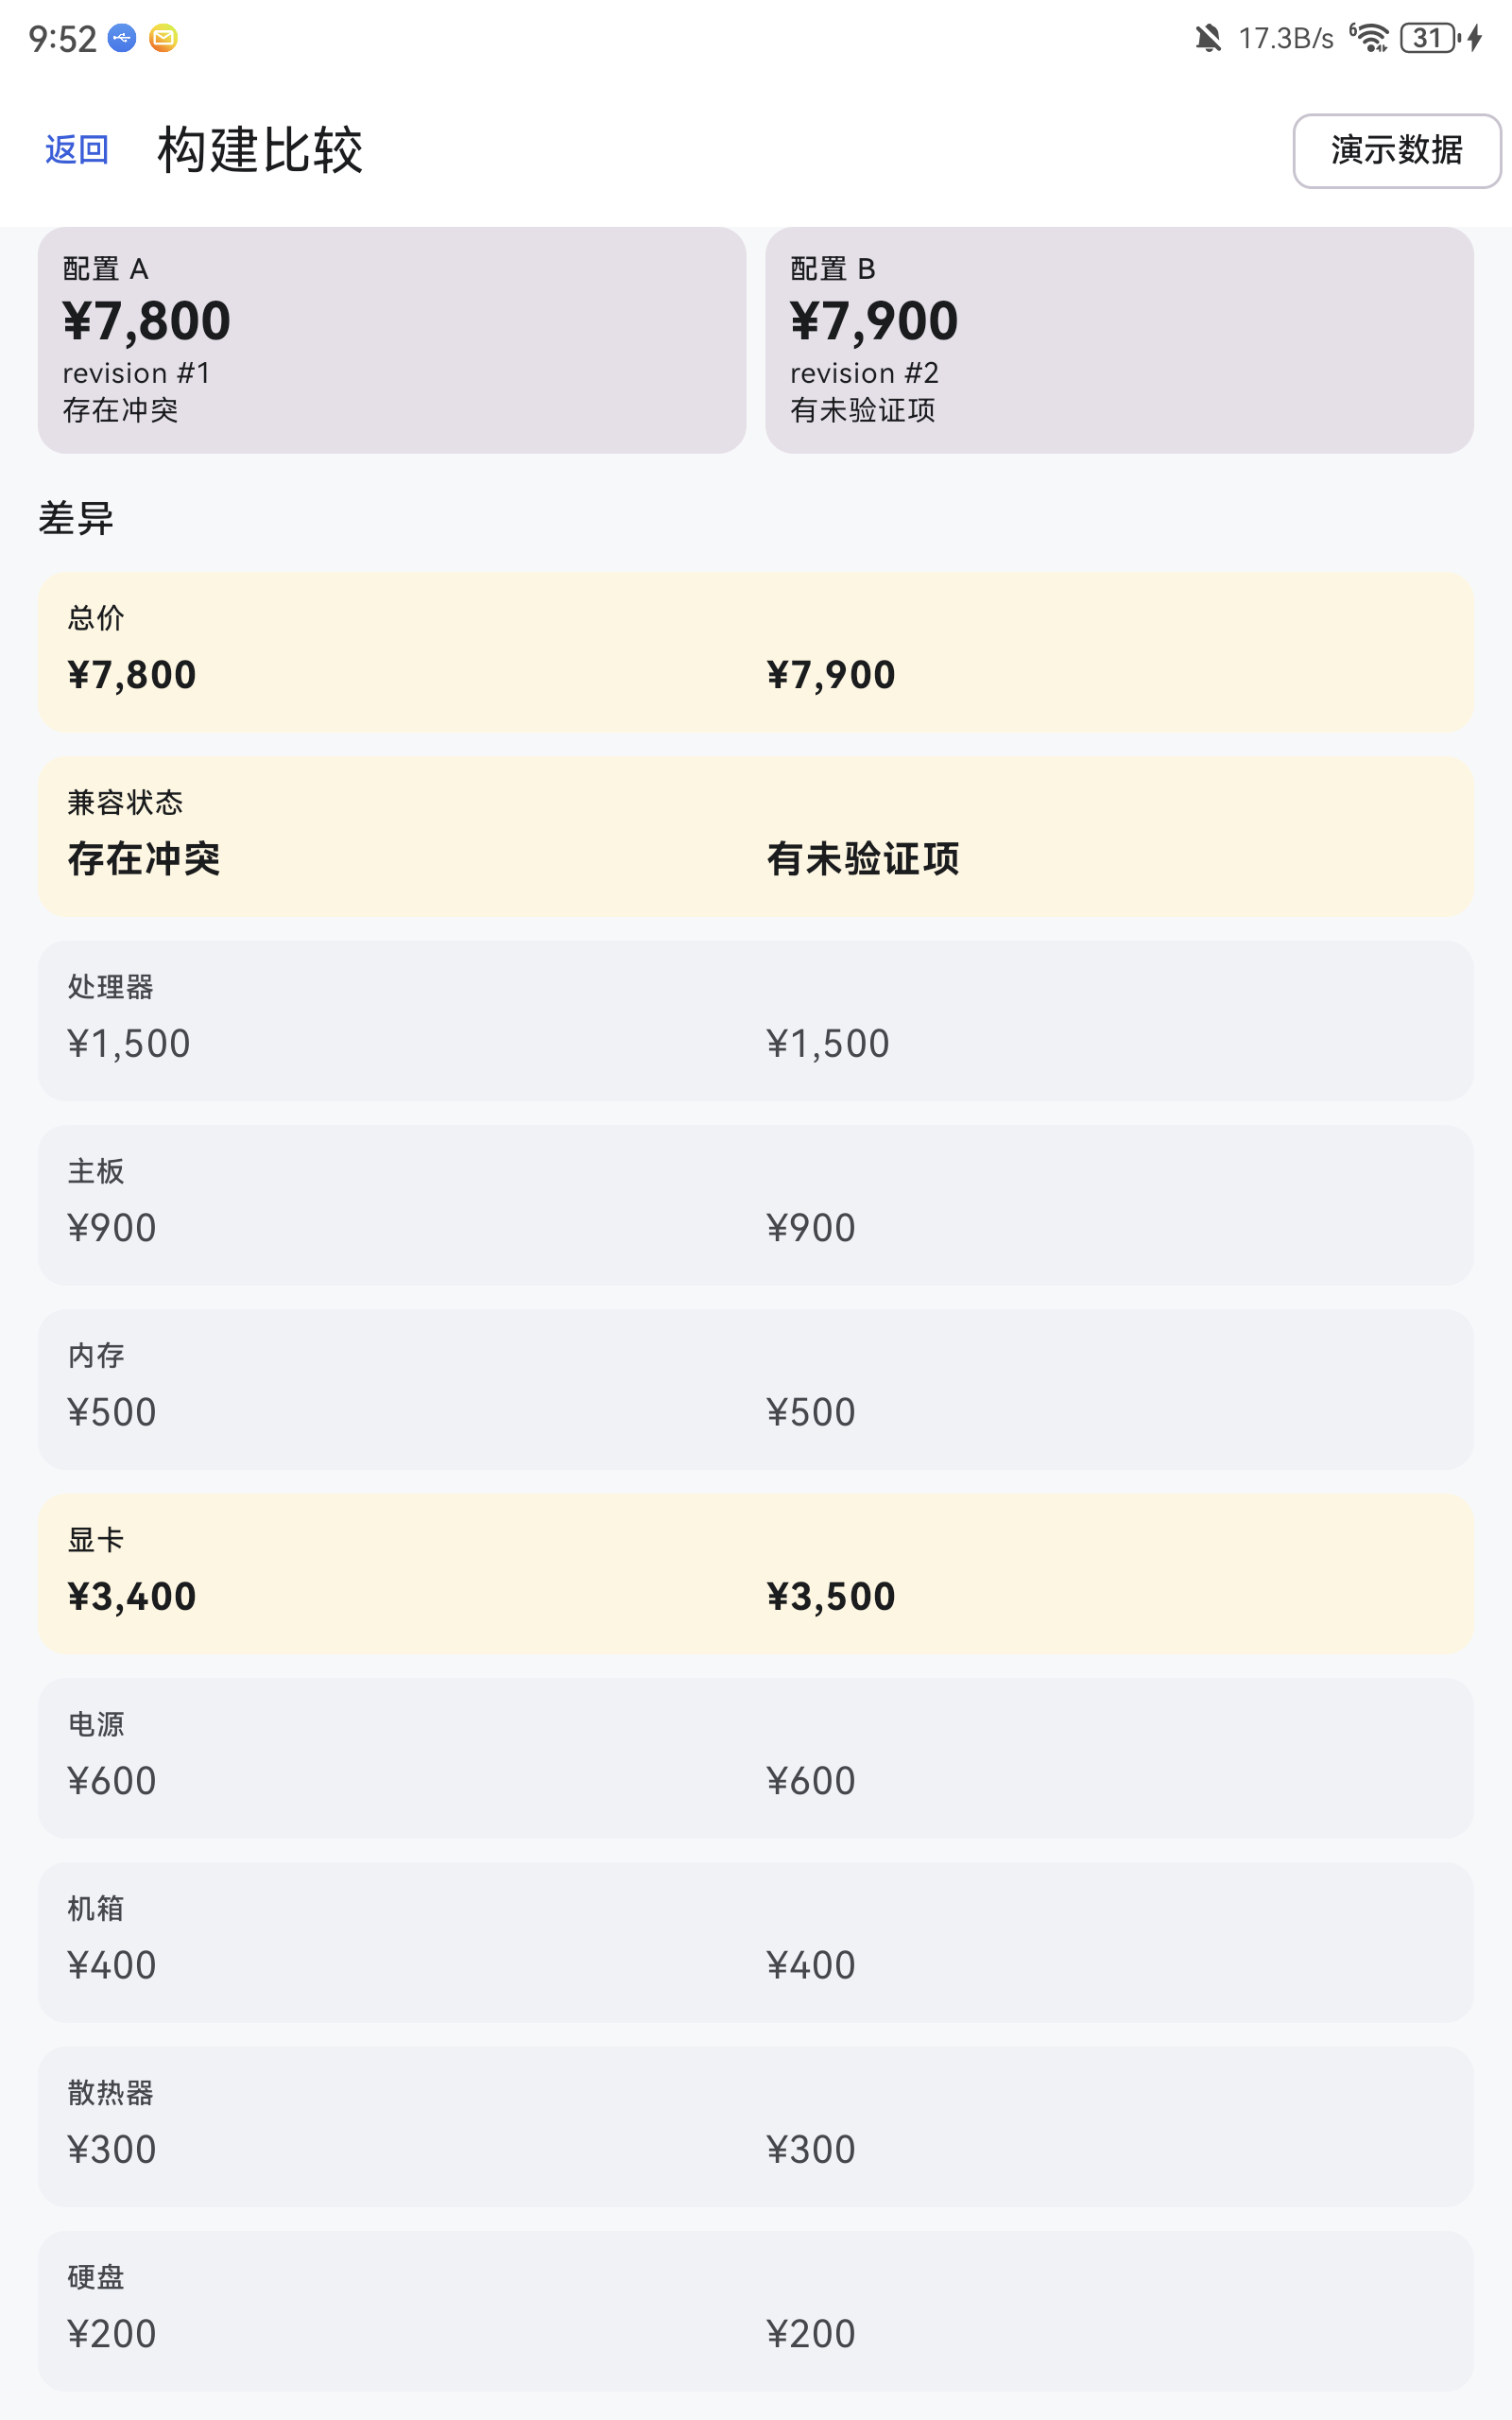 9:52 17.3B/s 6 31
返回 构建比较 演示数据
配置 A
¥7,800
revision #1
存在冲突
配置 B
¥7,900
revision #2
有未验证项
差异
总价
¥7,800 ¥7,900
兼容状态
存在冲突 有未验证项
处理器
¥1,500 ¥1,500
主板
¥900 ¥900
内存
¥500 ¥500
显卡
¥3,400 ¥3,500
电源
¥600 ¥600
机箱
¥400 ¥400
散热器
¥300 ¥300
硬盘
¥200 ¥200